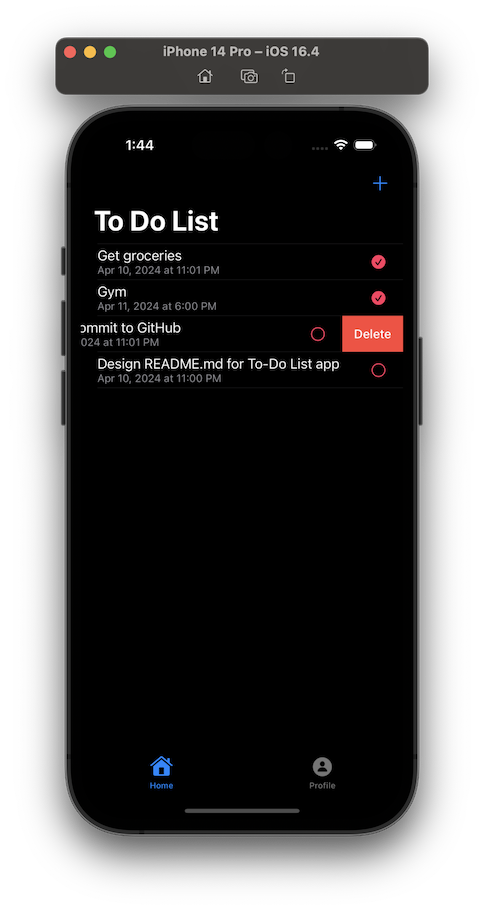 iPhone 14 Pro – iOS 16.4
1:44
To Do List
Get groceries
Apr 10, 2024 at 11:01 PM
Gym
Apr 11, 2024 at 6:00 PM
ommit to GitHub
024 at 11:01 PM
Delete
Design README.md for To-Do List app
Apr 10, 2024 at 11:00 PM
Home
Profile